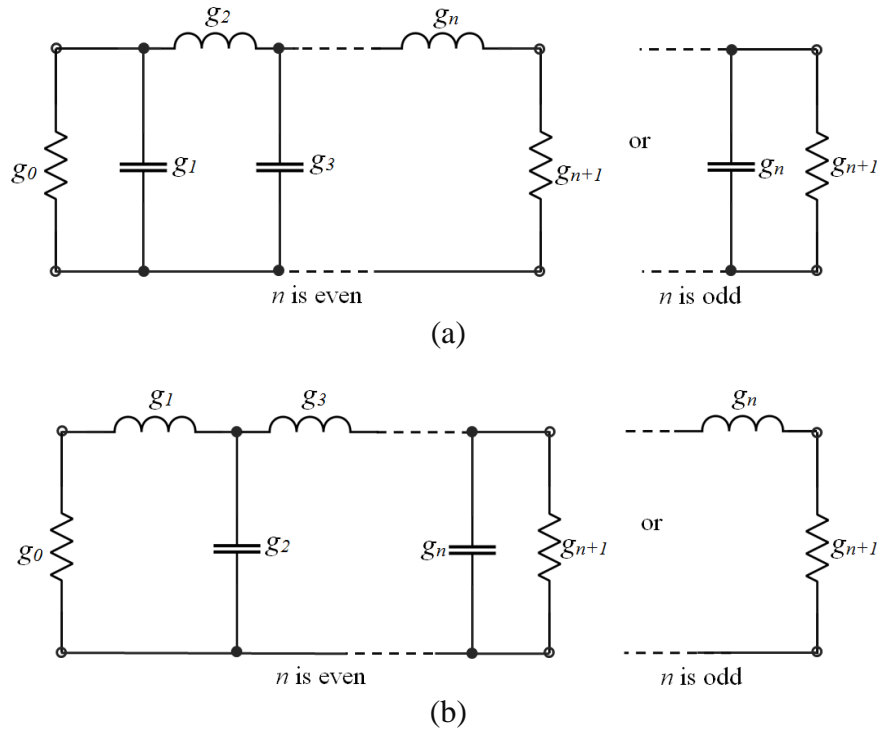 g2 gn
or
g0 g1 g3 gn+1 gn gn+1
n is even n is odd
(a)
g1 g3 gn
or
g0 g2 gn gn+1 gn+1
n is even n is odd
(b)